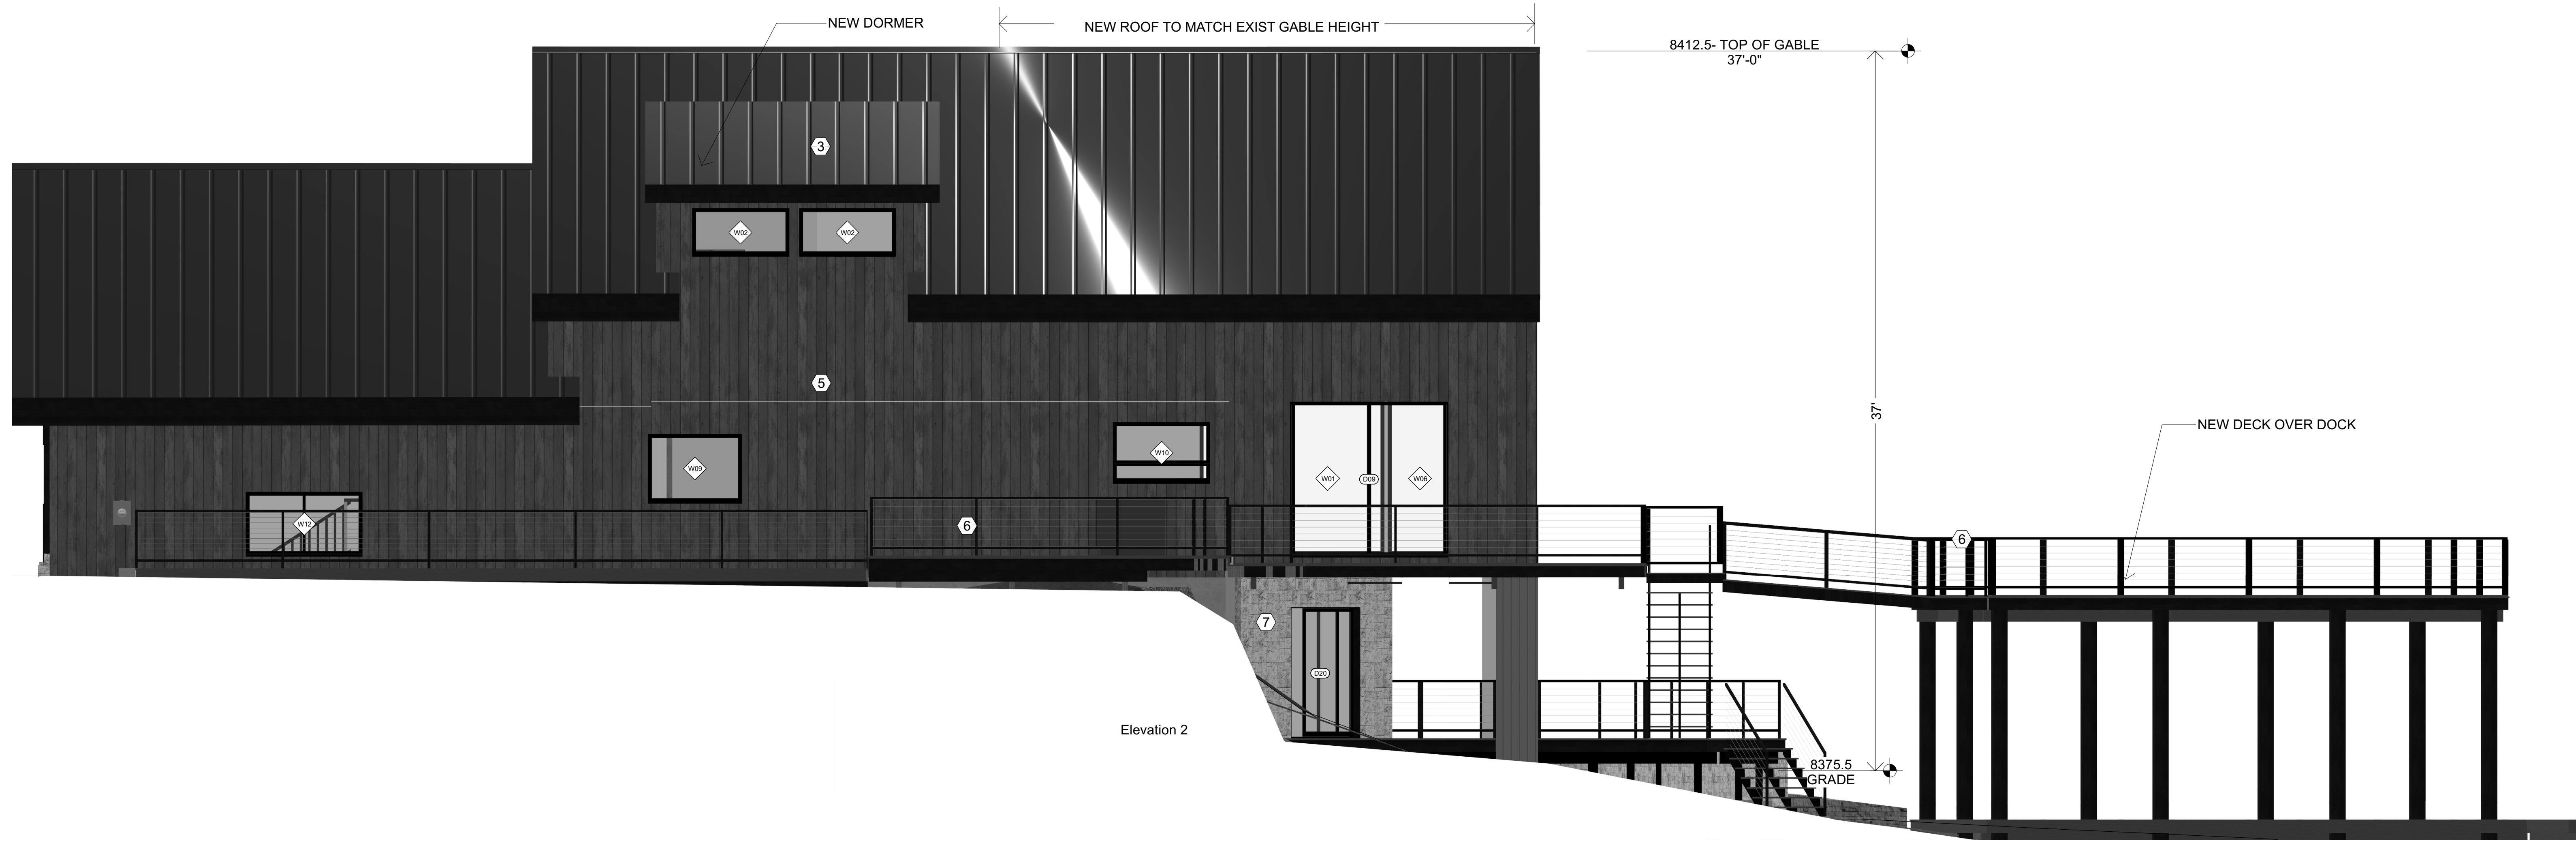 NEW DORMER
NEW ROOF TO MATCH EXIST GABLE HEIGHT
8412.5- TOP OF GABLE
37'-0"
3
W02
W02
5
37'
NEW DECK OVER DOCK
W09
W10
W01
D09
W06
W12
6
6
7
D20
Elevation 2
8375.5
GRADE